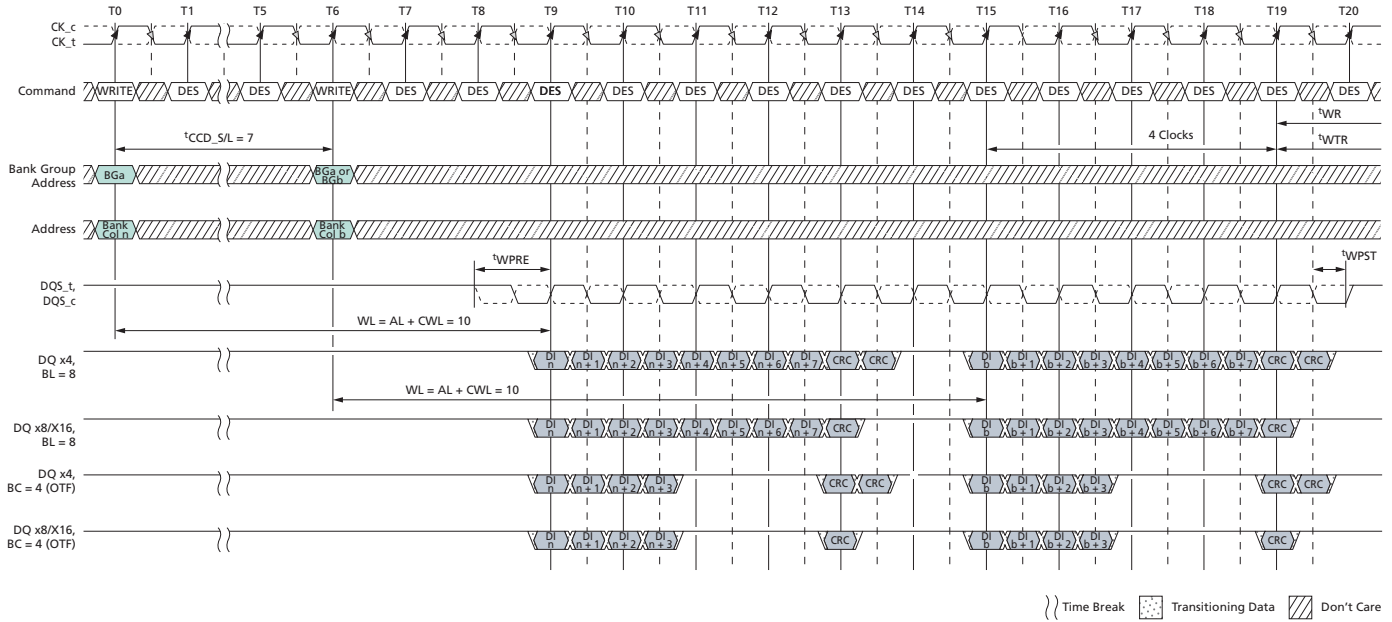 T0 T1 T5 T6 T7 T8 T9 T10 T11 T12 T13 T14 T15 T16 T17 T18 T19 T20
CK_c
CK_t
Command WRITE DES DES WRITE DES DES DES DES DES DES DES DES DES DES DES DES DES DES
tWR
tCCD_S/L = 7
4 Clocks
tWTR
Bank Group
Address
BGa
BGa or
BGb
Address
Bank
Col n
Bank
Col b
tWPRE
tWPST
DQS_t,
DQS_c
WL = AL + CWL = 10
DQ x4,
BL = 8
DI
n
DI
n + 1
DI
n + 2
DI
n + 3
DI
n + 4
DI
n + 5
DI
n + 6
DI
n + 7
CRC
CRC
DI
b
DI
b + 1
DI
b + 2
DI
b + 3
DI
b + 4
DI
b + 5
DI
b + 6
DI
b + 7
CRC
CRC
WL = AL + CWL = 10
DQ x8/X16,
BL = 8
DI
n
DI
n + 1
DI
n + 2
DI
n + 3
DI
n + 4
DI
n + 5
DI
n + 6
DI
n + 7
CRC
DI
b
DI
b + 1
DI
b + 2
DI
b + 3
DI
b + 4
DI
b + 5
DI
b + 6
DI
b + 7
CRC
DQ x4,
BC = 4 (OTF)
DI
n
DI
n + 1
DI
n + 2
DI
n + 3
CRC
CRC
DI
b
DI
b + 1
DI
b + 2
DI
b + 3
CRC
CRC
DQ x8/X16,
BC = 4 (OTF)
DI
n
DI
n + 1
DI
n + 2
DI
n + 3
CRC
DI
b
DI
b + 1
DI
b + 2
DI
b + 3
CRC
Time Break Transitioning Data Don't Care